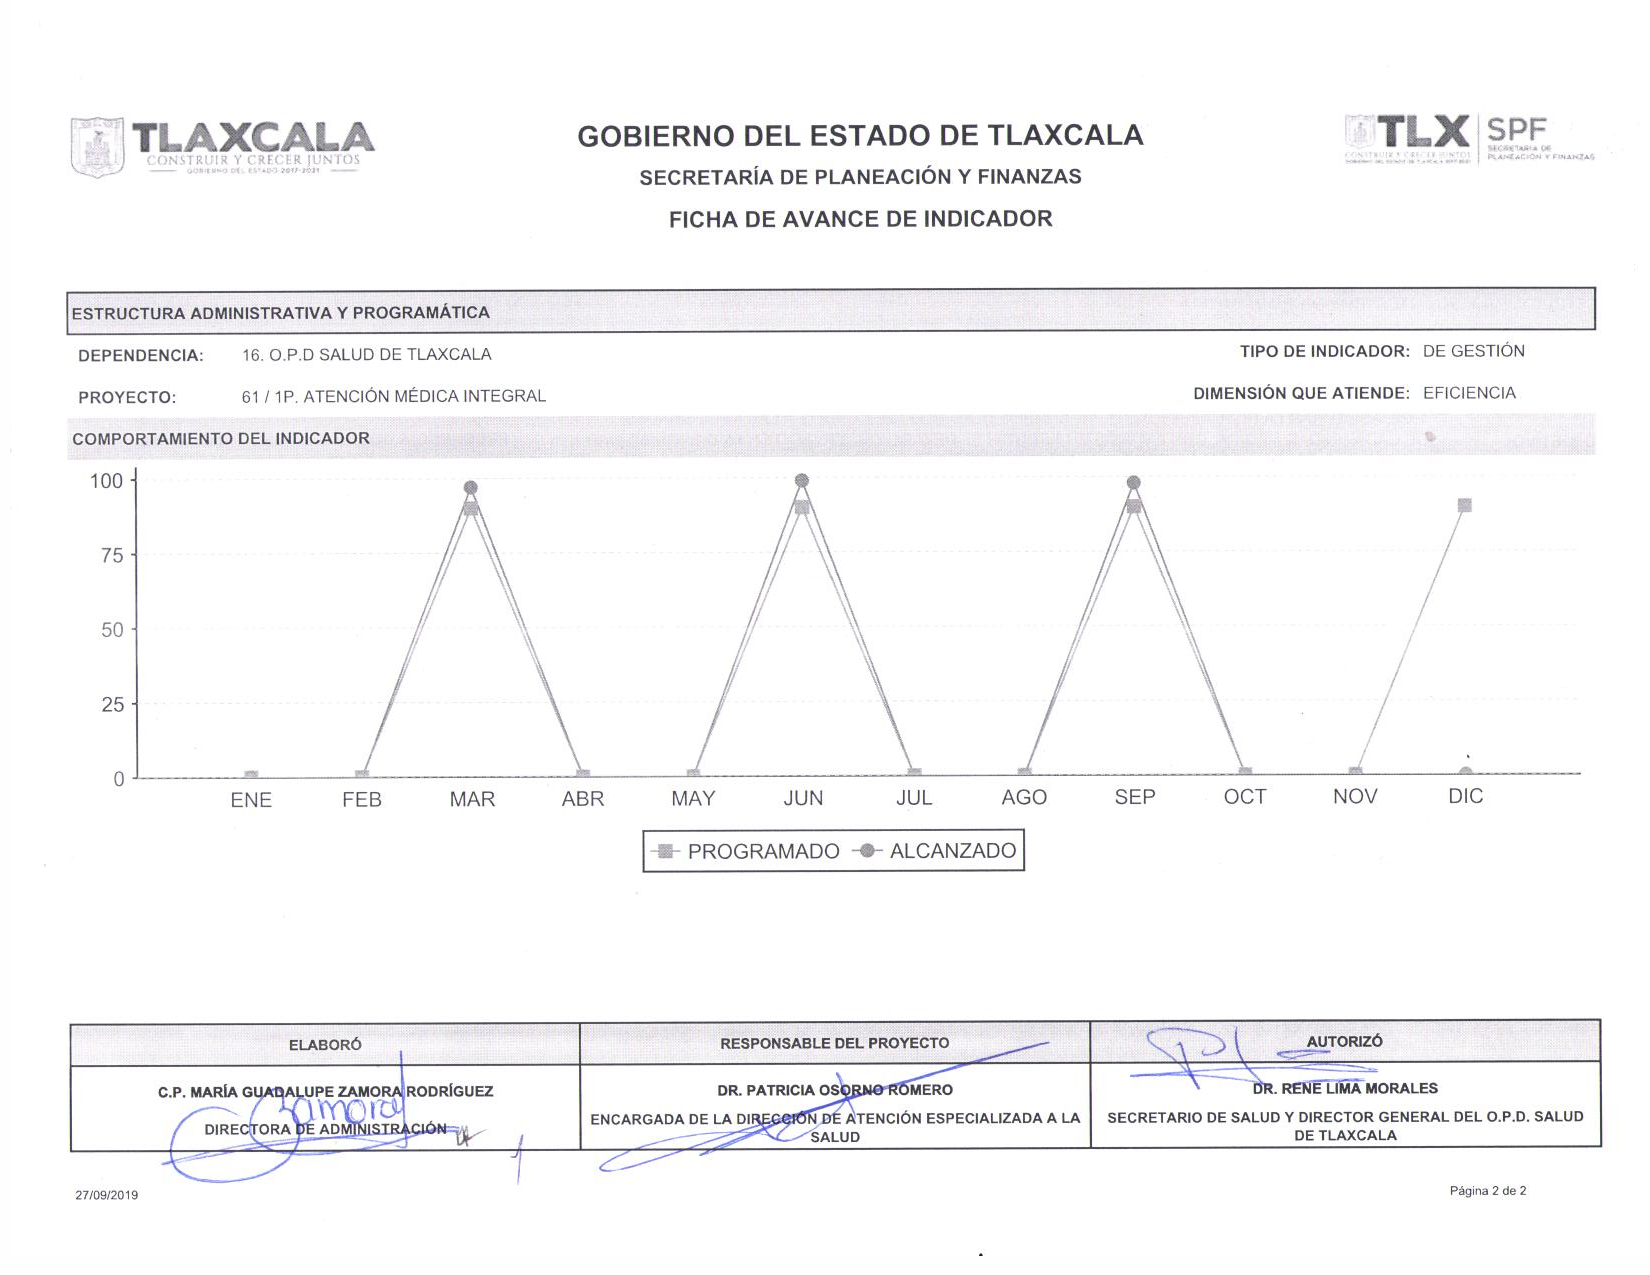 TLAXCALA
CONSTRUIR Y CRECER JUNTOS
GOBIERNO DEL ESTADO 2017-2021
GOBIERNO DEL ESTADO DE TLAXCALA
SECRETARÍA DE PLANEACIÓN Y FINANZAS
FICHA DE AVANCE DE INDICADOR
TLX SPF
SECRETARÍA DE
PLANEACIÓN Y FINANZAS
CONSTRUIR Y CRECER JUNTOS
ESTRUCTURA ADMINISTRATIVA Y PROGRAMÁTICA
DEPENDENCIA: 16. O.P.D SALUD DE TLAXCALA TIPO DE INDICADOR: DE GESTIÓN
PROYECTO: 61 / 1P. ATENCIÓN MÉDICA INTEGRAL DIMENSIÓN QUE ATIENDE: EFICIENCIA
COMPORTAMIENTO DEL INDICADOR
100
75
50
25
0
ENE FEB MAR ABR MAY JUN JUL AGO SEP OCT NOV DIC
PROGRAMADO ALCANZADO
ELABORÓ RESPONSABLE DEL PROYECTO AUTORIZÓ
C.P. MARÍA GUADALUPE ZAMORA RODRÍGUEZ
DIRECTORA DE ADMINISTRACIÓN
DR. PATRICIA OSORNO ROMERO
ENCARGADA DE LA DIRECCIÓN DE ATENCIÓN ESPECIALIZADA A LA
SALUD
DR. RENE LIMA MORALES
SECRETARIO DE SALUD Y DIRECTOR GENERAL DEL O.P.D. SALUD
DE TLAXCALA
27/09/2019 Página 2 de 2